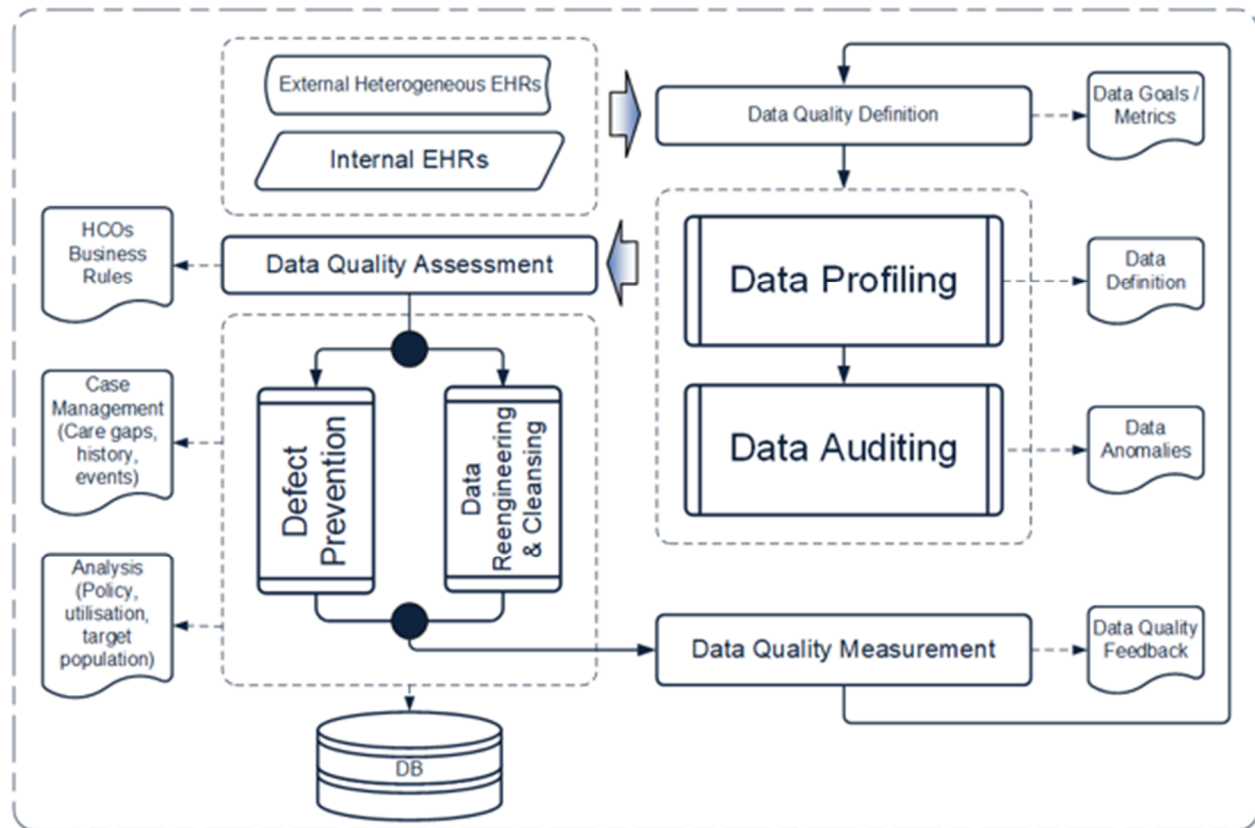 External Heterogeneous EHRs
Internal EHRs
Data Quality Definition
Data Goals /
Metrics
HCOs
Business
Rules
Data Quality Assessment
Data Profiling
Data
Definition
Case
Management
(Care gaps,
history,
events)
Defect
Prevention
Data
Reengineering
& Cleansing
Data Auditing
Data
Anomalies
Analysis
(Policy,
utilisation,
target
population)
Data Quality Measurement
Data Quality
Feedback
DB